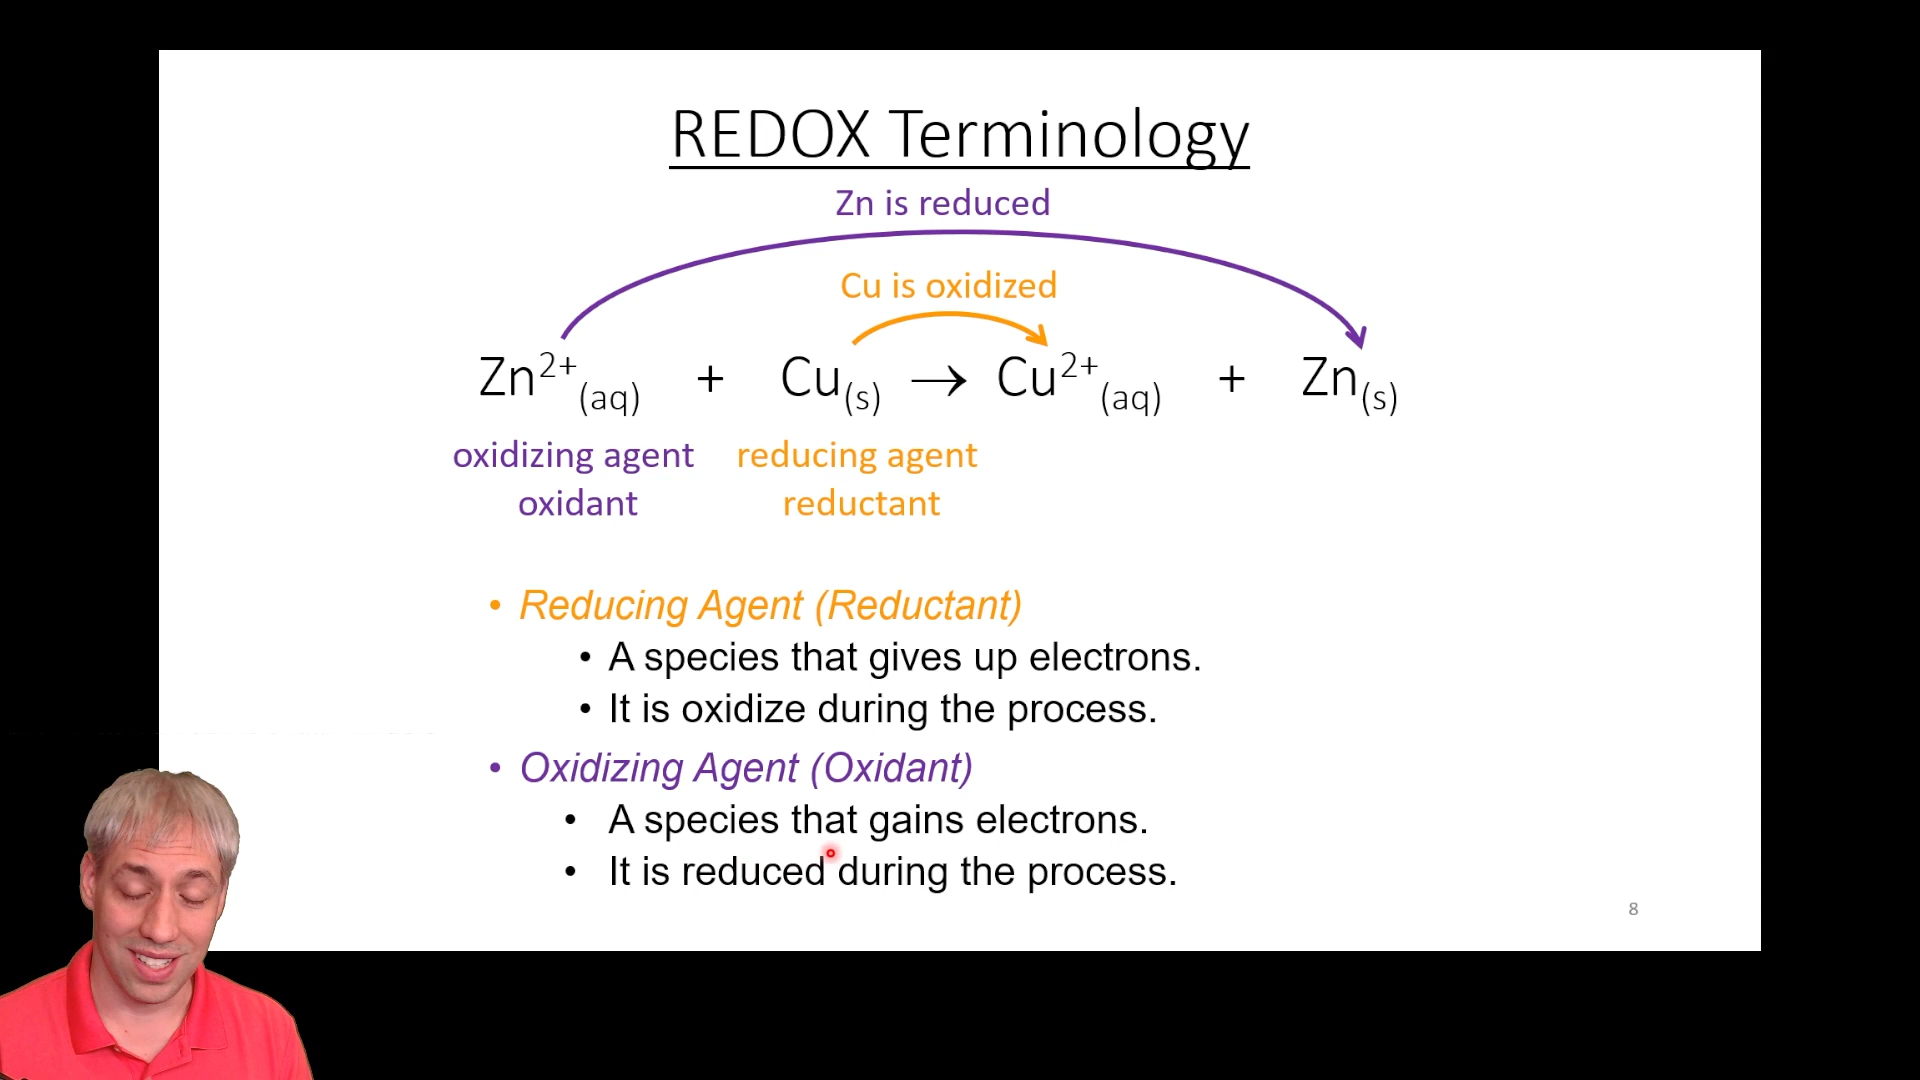 REDOX Terminology
Zn is reduced
Cu is oxidized
Zn²⁺(aq) + Cu(s) → Cu²⁺(aq) + Zn(s)
oxidizing agent reducing agent
oxidant reductant
• Reducing Agent (Reductant)
• A species that gives up electrons.
• It is oxidize during the process.
• Oxidizing Agent (Oxidant)
• A species that gains electrons.
• It is reduced during the process.
8